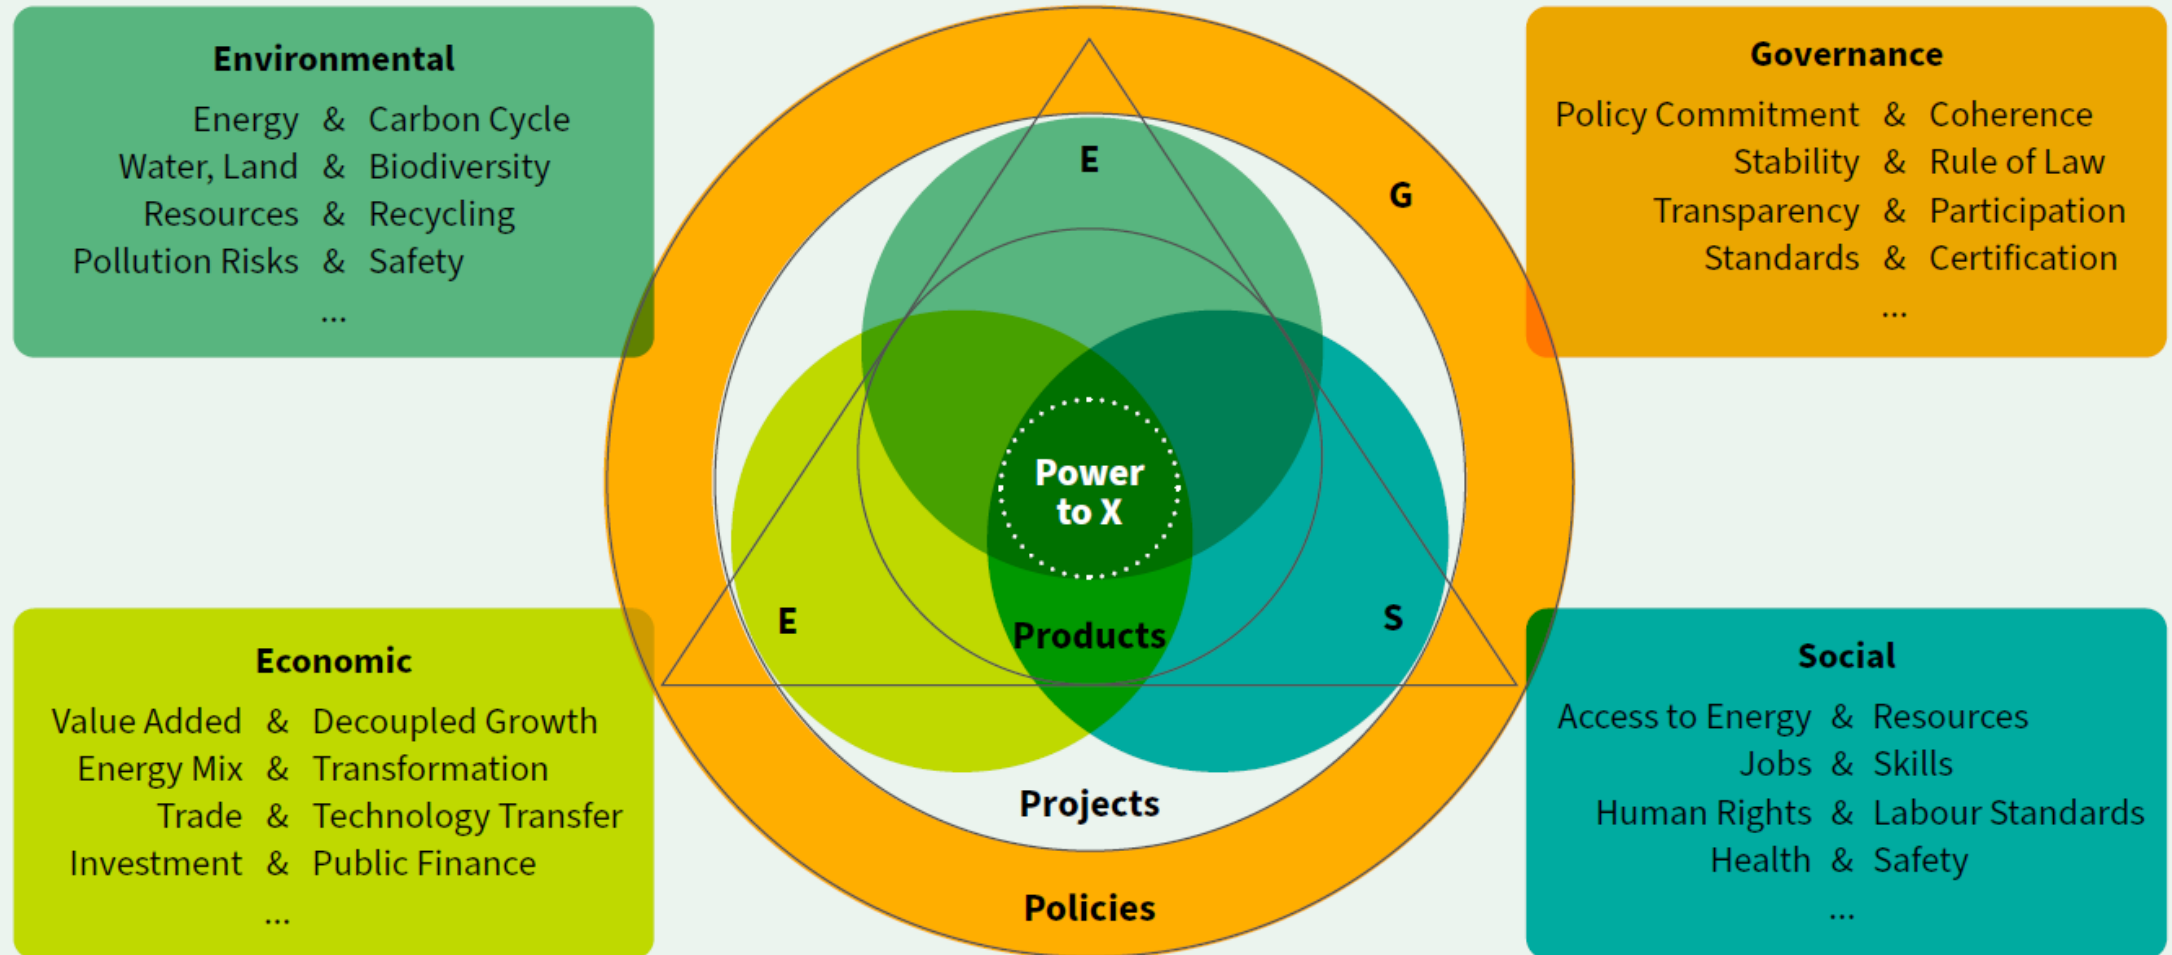 Environmental
Energy & Carbon Cycle
Water, Land & Biodiversity
Resources & Recycling
Pollution Risks & Safety
...
Governance
Policy Commitment & Coherence
Stability & Rule of Law
Transparency & Participation
Standards & Certification
...
E
G
Power
to X
E
S
Products
Projects
Policies
Economic
Value Added & Decoupled Growth
Energy Mix & Transformation
Trade & Technology Transfer
Investment & Public Finance
...
Social
Access to Energy & Resources
Jobs & Skills
Human Rights & Labour Standards
Health & Safety
...